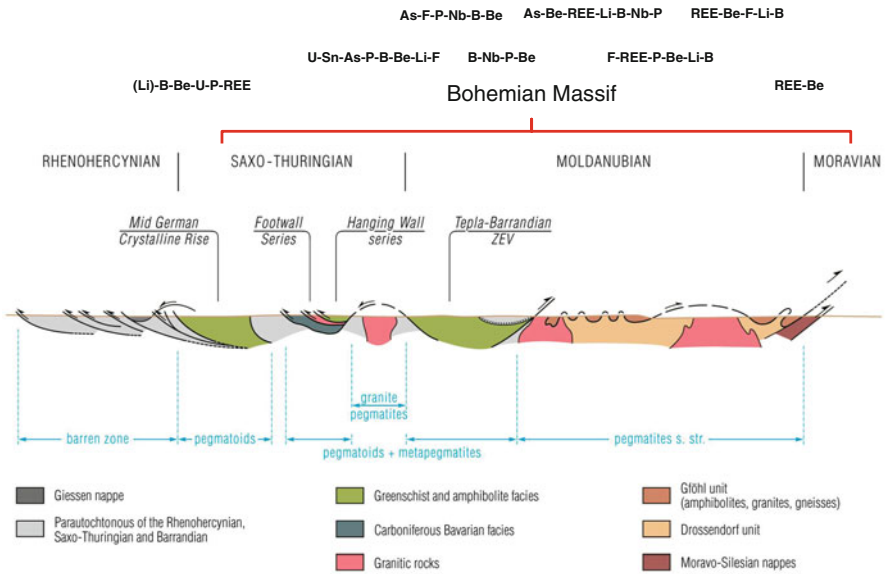 As-F-P-Nb-B-Be
As-Be-REE-Li-B-Nb-P
REE-Be-F-Li-B
U-Sn-As-P-B-Be-Li-F
B-Nb-P-Be
F-REE-P-Be-Li-B
(Li)-B-Be-U-P-REE
Bohemian Massif
REE-Be
RHENOHERCYNIAN
SAXO-THURINGIAN
MOLDANUBIAN
MORAVIAN
Mid German
Crystalline Rise
Footwall
Series
Hanging Wall
series
Tepla-Barrandian
ZEV
granite
pegmatites
barren zone
pegmatoids
pegmatoids + metapegmatites
pegmatites s. str.
Giessen nappe
Parautochtonous of the Rhenohercynian,
Saxo-Thuringian and Barrandian
Greenschist and amphibolite facies
Carboniferous Bavarian facies
Granitic rocks
Gföhl unit
(amphibolites, granites, gneisses)
Drossendorf unit
Moravo-Silesian nappes